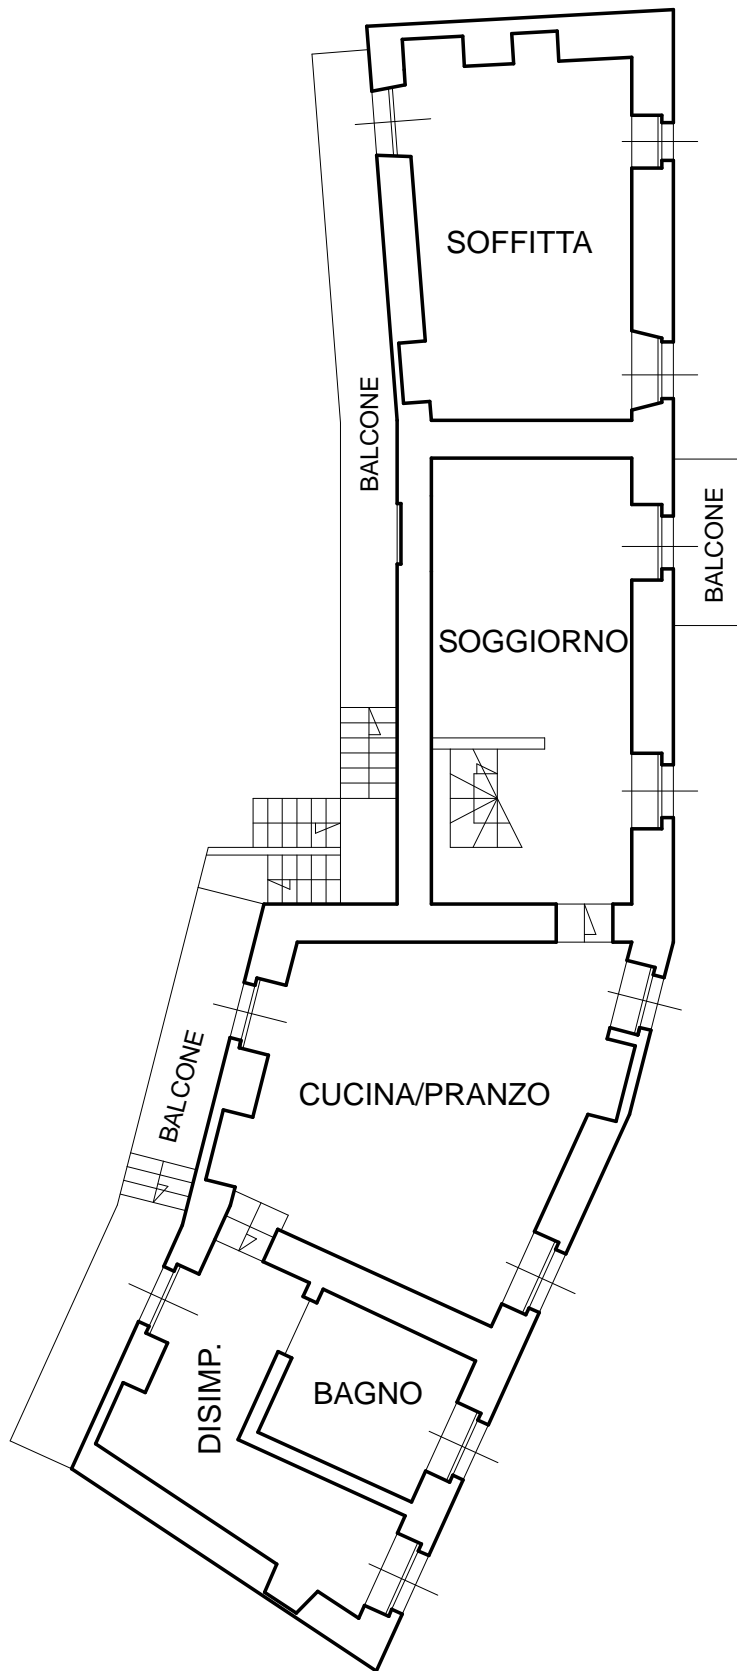 SOFFITTA
BALCONE
BALCONE
SOGGIORNO
BALCONE
CUCINA/PRANZO
DISIMP.
BAGNO